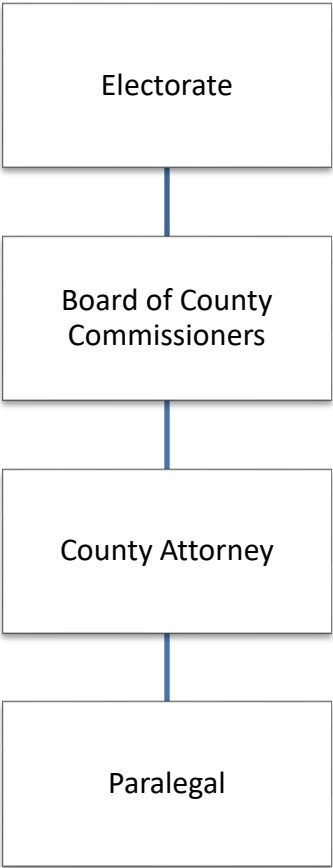 Electorate
Board of County
Commissioners
County Attorney
Paralegal